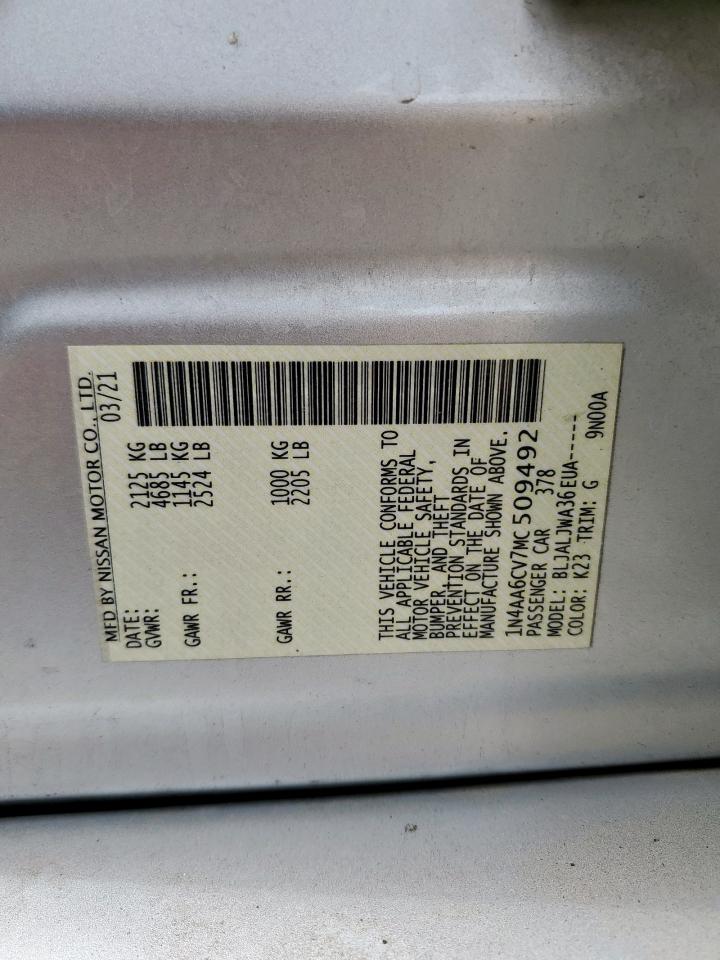 MFD BY NISSAN MOTOR CO., LTD.
DATE: 03/21
GVWR: 2125 KG
4685 LB
GAWR FR.: 1145 KG
2524 LB
GAWR RR.: 1000 KG
2205 LB
THIS VEHICLE CONFORMS TO
ALL APPLICABLE FEDERAL
MOTOR VEHICLE SAFETY,
BUMPER, AND THEFT
PREVENTION STANDARDS IN
EFFECT ON THE DATE OF
MANUFACTURE SHOWN ABOVE.
1N4AA6CV7MC509492
PASSENGER CAR 378
MODEL: BLJALJWA36EUA-----
COLOR: K23 TRIM: G 9N00A